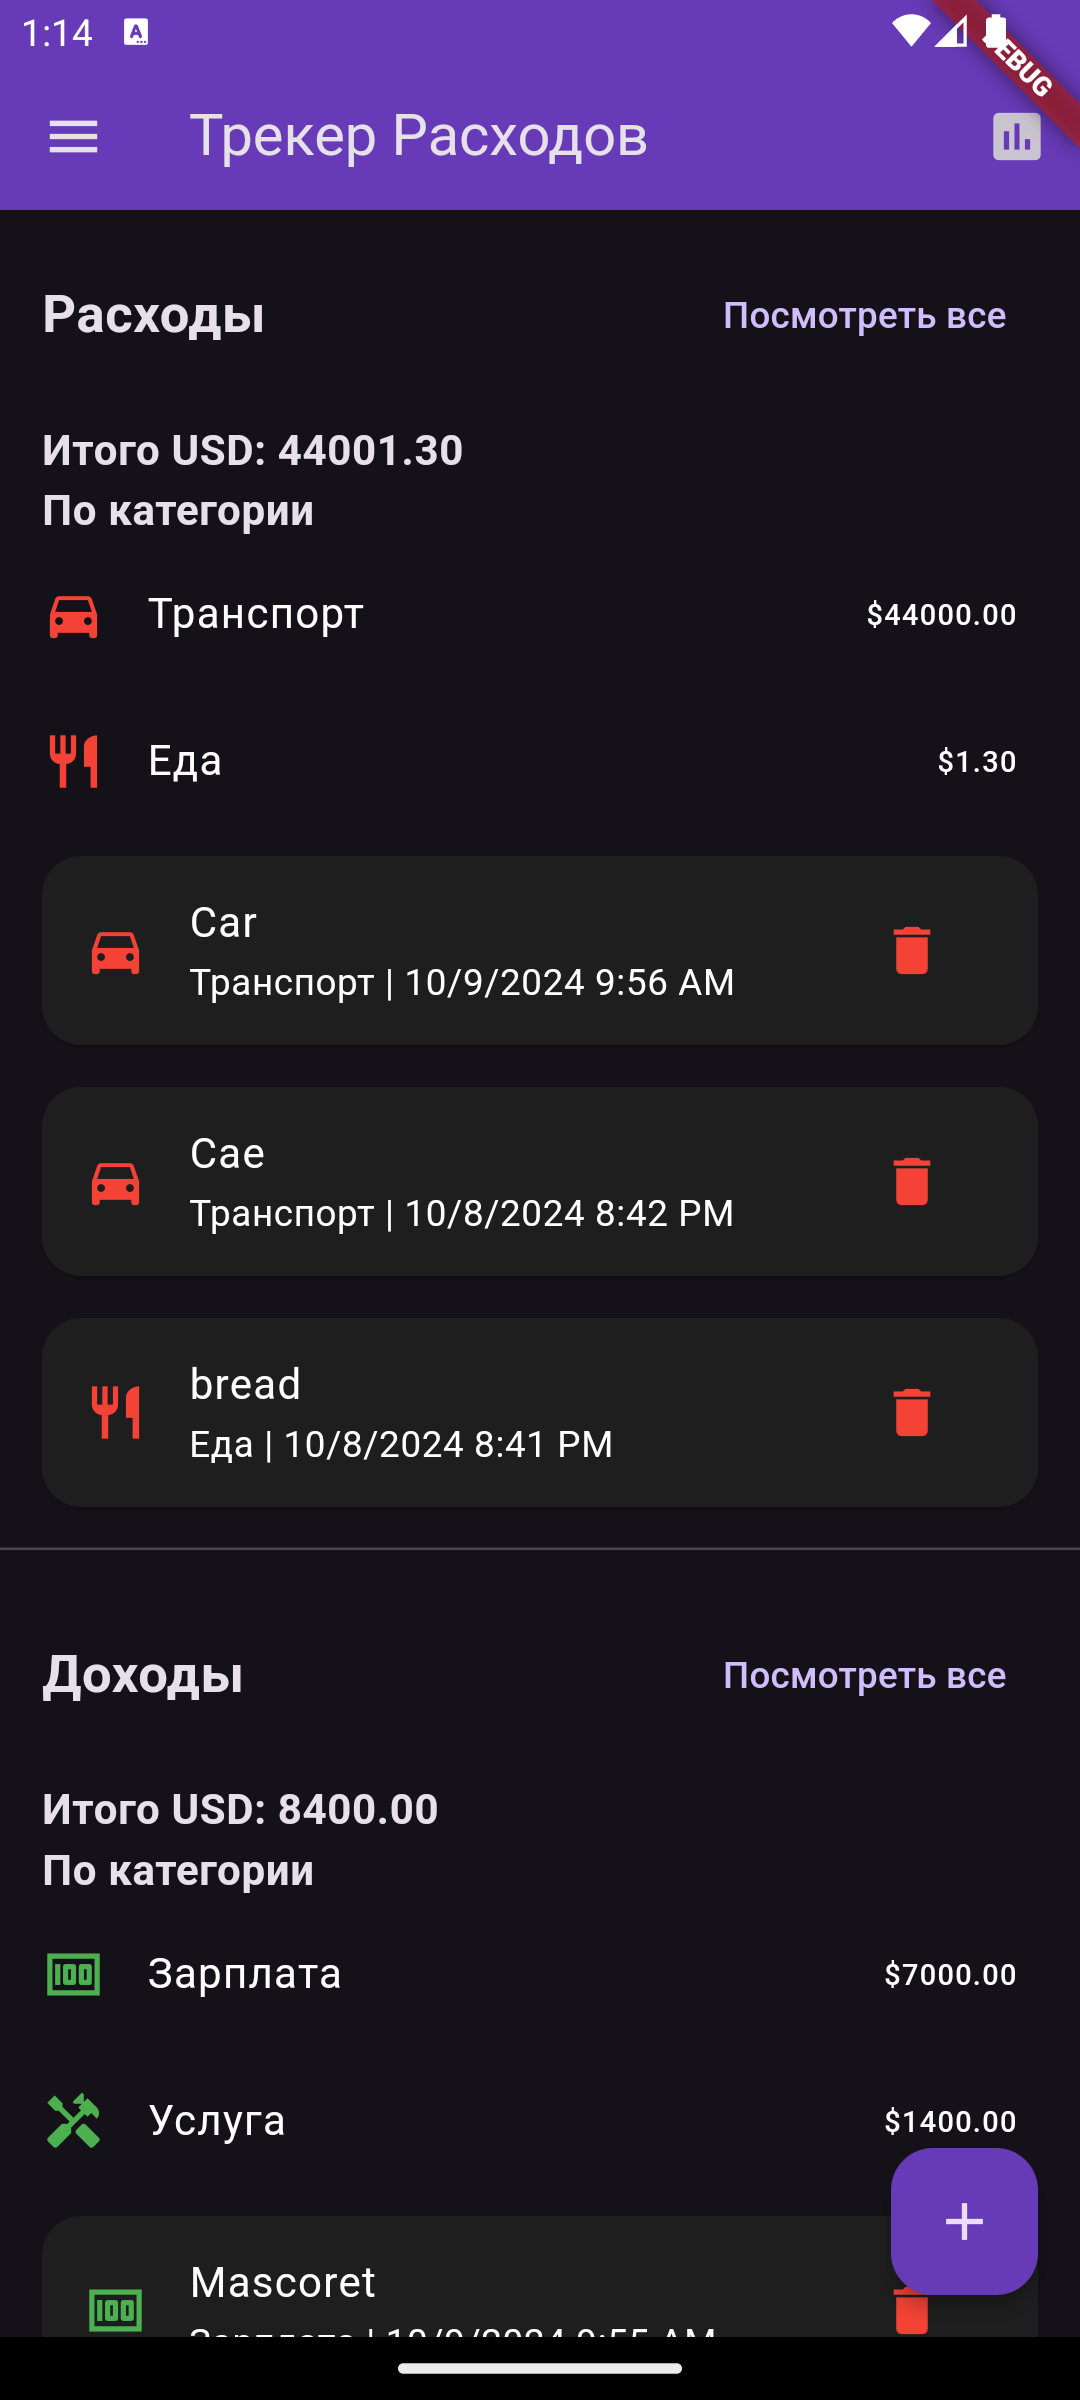 1:14
DEBUG
Трекер Расходов
Расходы
Посмотреть все
Итого USD: 44001.30
По категории
Транспорт
$44000.00
Еда
$1.30
Car
Транспорт | 10/9/2024 9:56 AM
Cae
Транспорт | 10/8/2024 8:42 PM
bread
Еда | 10/8/2024 8:41 PM
Доходы
Посмотреть все
Итого USD: 8400.00
По категории
Зарплата
$7000.00
Услуга
$1400.00
Mascoret